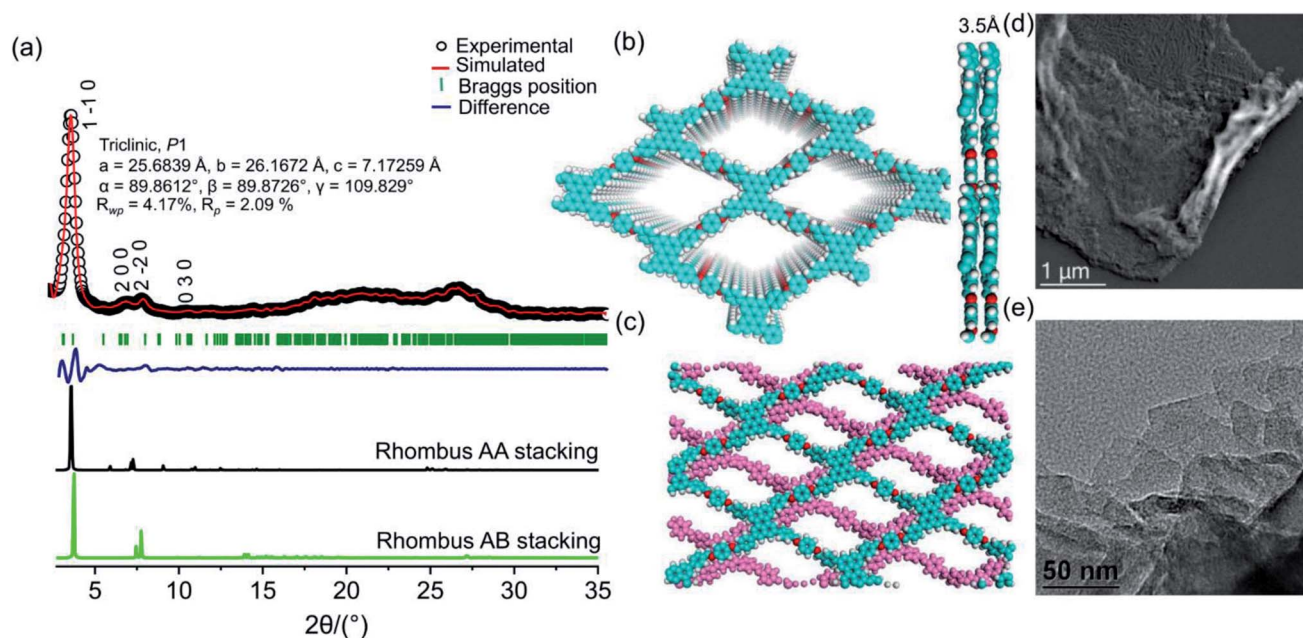 (a)
Experimental
Simulated
Braggs position
Difference
1 -1 0
Triclinic, P1
a = 25.6839 Å, b = 26.1672 Å, c = 7.17259 Å
α = 89.8612°, β = 89.8726°, γ = 109.829°
Rwp = 4.17%, Rp = 2.09 %
2 0 0
2 -2 0
0 3 0
Rhombus AA stacking
Rhombus AB stacking
5 10 15 20 25 30 35
2θ/(°)
(b)
3.5Å
(c)
(d)
1 μm
(e)
50 nm